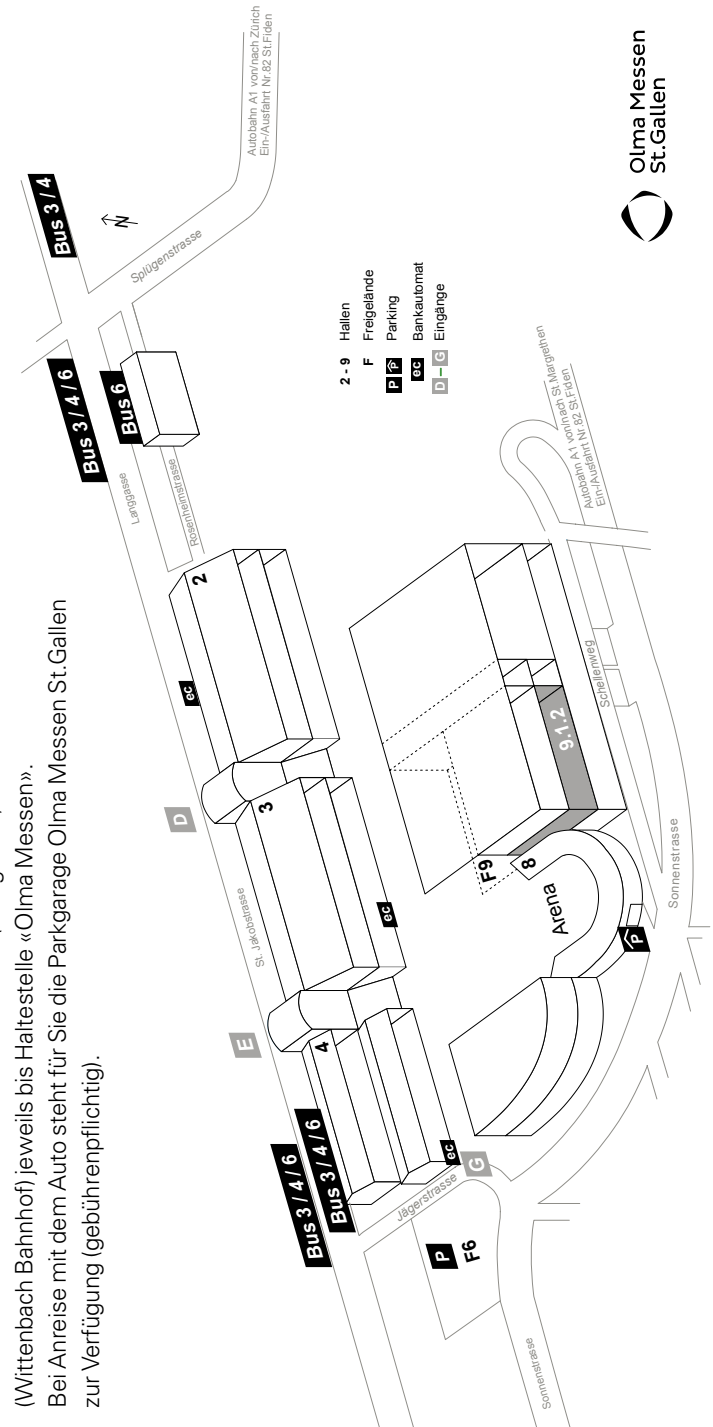 (Wittenbach Bahnhof) jeweils bis Haltestelle «Olma Messen».
Bei Anreise mit dem Auto steht für Sie die Parkgarage Olma Messen St.Gallen
zur Verfügung (gebührenpflichtig).
Bus 3 / 4
N
Splügenstrasse
Autobahn A1 von/nach Zürich
Ein-/Ausfahrt Nr.82 St.Fiden
Bus 3 / 4 / 6
Bus 6
Langgasse
Rosenheimstrasse
2 - 9 Hallen
F Freigelände
P P Parking
ec Bankautomat
D – G Eingänge
ec
2
D
3
St. Jakobstrasse
ec
E
4
Bus 3 / 4 / 6
Bus 3 / 4 / 6
ec
G
Jägerstrasse
P
F6
Sonnenstrasse
F9
8
9.1.2
Arena
P
Schellenweg
Sonnenstrasse
Autobahn A1 von/nach St.Margrethen
Ein-/Ausfahrt Nr.82 St.Fiden
Olma Messen
St.Gallen